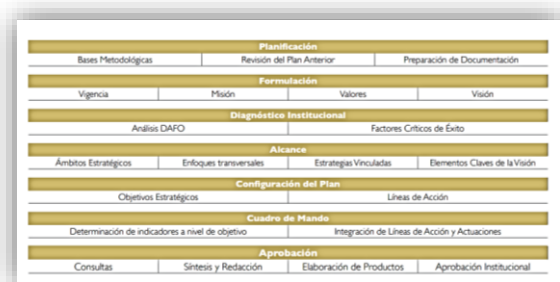 Planificación
Bases Metodológicas Revisión del Plan Anterior Preparación de Documentación
Formulación
Vigencia Misión Valores Visión
Diagnóstico Institucional
Análisis DAFO Factores Críticos de Éxito
Alcance
Ámbitos Estratégicos Enfoques transversales Estrategias Vinculadas Elementos Claves de la Visión
Configuración del Plan
Objetivos Estratégicos Líneas de Acción
Cuadro de Mando
Determinación de indicadores a nivel de objetivo Integración de Líneas de Acción y Actuaciones
Aprobación
Consultas Síntesis y Redacción Elaboración de Productos Aprobación Institucional